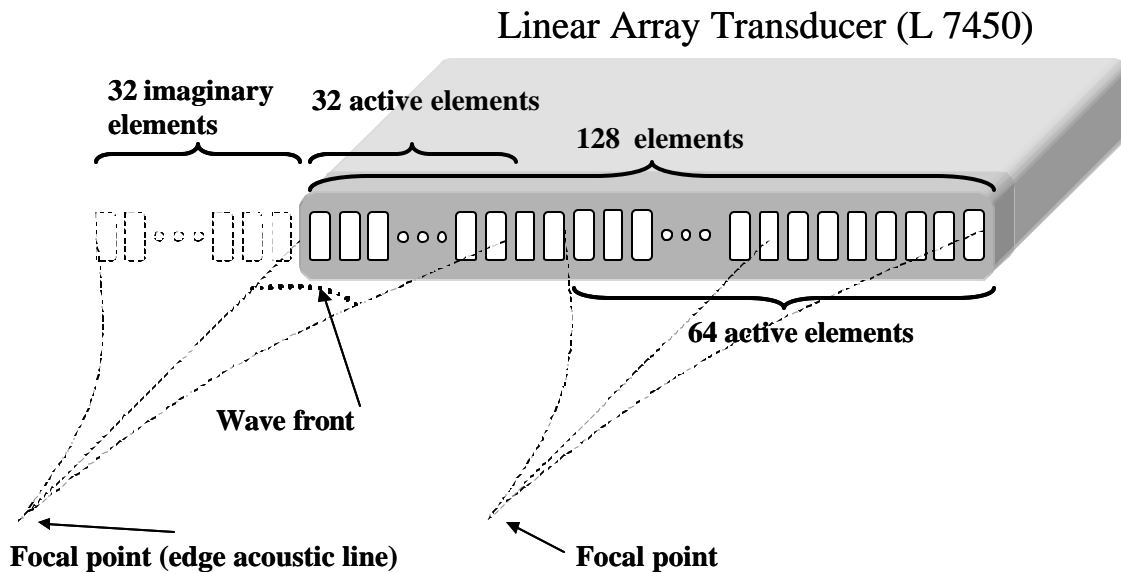 Linear Array Transducer (L 7450)
32 imaginary
elements
32 active elements
128 elements
64 active elements
Wave front
Focal point (edge acoustic line)
Focal point